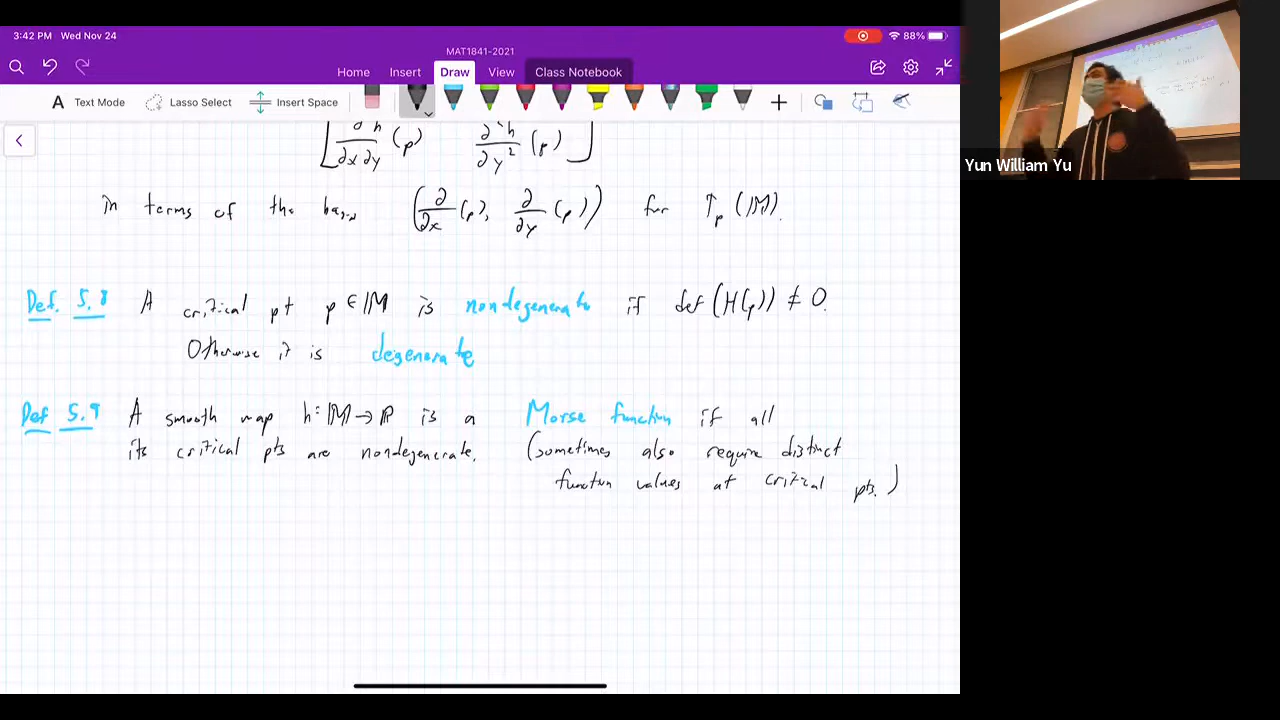 3:42 PM Wed Nov 24
88%
MAT1841-2021
Home Insert Draw View Class Notebook
Text Mode Lasso Select Insert Space
∂²h/∂x∂y (p) ∂²h/∂y² (p)
in terms of the basis (∂/∂x (p), ∂/∂y (p)) for T_p(M).
Def. 5.8 A critical pt p ∈ M is nondegenerate if det(H(p)) ≠ 0.
Otherwise it is degenerate
Def 5.9 A smooth map h: M → R is a Morse function if all
its critical pts are nondegenerate. (sometimes also require distinct
function values at critical pts.)
Yun William Yu